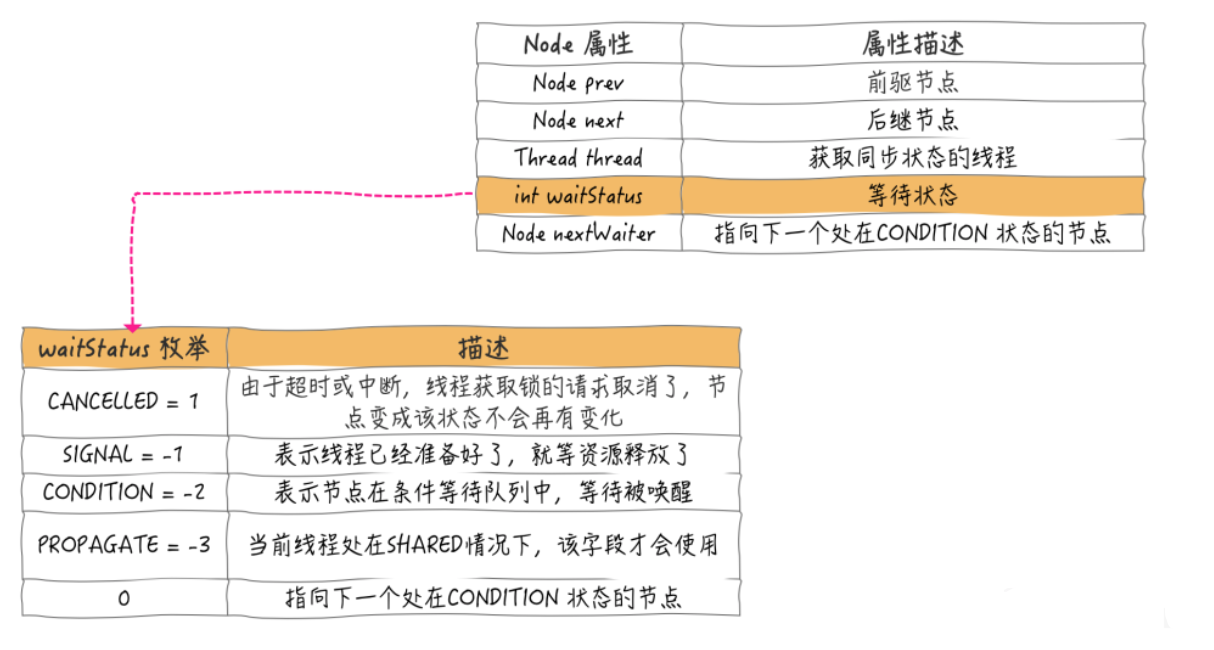 Node 属性 属性描述
Node prev 前驱节点
Node next 后继节点
Thread thread 获取同步状态的线程
int waitStatus 等待状态
Node nextWaiter 指向下一个处在CONDITION 状态的节点
waitStatus 枚举 描述
CANCELLED = 1 由于超时或中断，线程获取锁的请求取消了，节
点变成该状态不会再有变化
SIGNAL = -1 表示线程已经准备好了，就等资源释放了
CONDITION = -2 表示节点在条件等待队列中，等待被唤醒
PROPAGATE = -3 当前线程处在SHARED情况下，该字段才会使用
0 指向下一个处在CONDITION 状态的节点